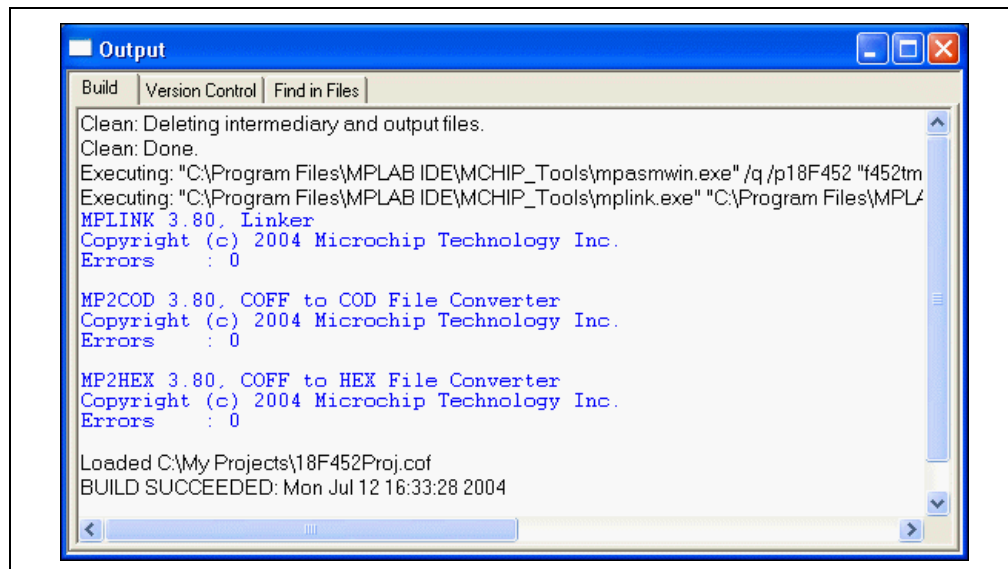 Output
Build Version Control Find in Files
Clean: Deleting intermediary and output files.
Clean: Done.
Executing: "C:\Program Files\MPLAB IDE\MCHIP_Tools\mpasmwin.exe" /q /p18F452 "f452tm
Executing: "C:\Program Files\MPLAB IDE\MCHIP_Tools\mplink.exe" "C:\Program Files\MPLA
MPLINK 3.80, Linker
Copyright (c) 2004 Microchip Technology Inc.
Errors    : 0
MP2COD 3.80, COFF to COD File Converter
Copyright (c) 2004 Microchip Technology Inc.
Errors    : 0
MP2HEX 3.80, COFF to HEX File Converter
Copyright (c) 2004 Microchip Technology Inc.
Errors    : 0
Loaded C:\My Projects\18F452Proj.cof
BUILD SUCCEEDED: Mon Jul 12 16:33:28 2004